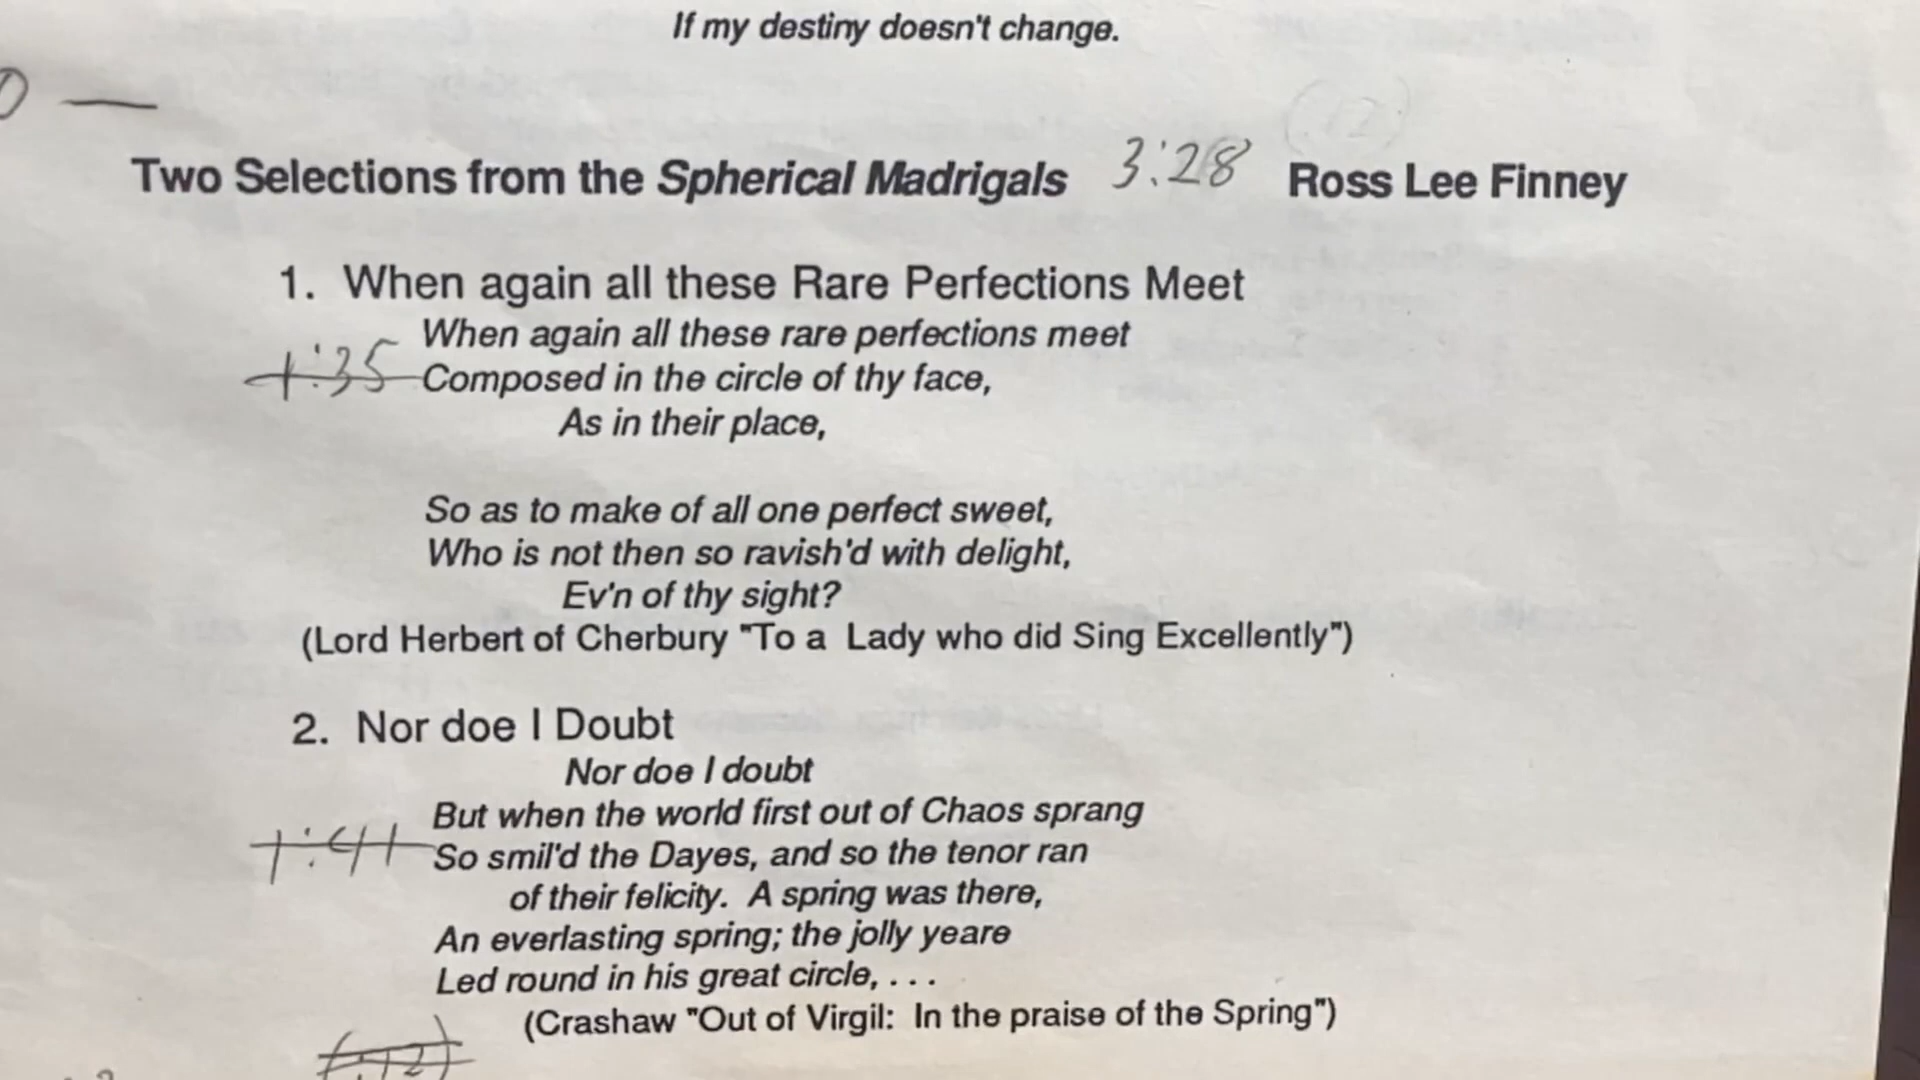 If my destiny doesn't change.
Two Selections from the Spherical Madrigals 3:28 Ross Lee Finney
(:12)
1. When again all these Rare Perfections Meet
When again all these rare perfections meet
1:35 Composed in the circle of thy face,
As in their place,
So as to make of all one perfect sweet,
Who is not then so ravish'd with delight,
Ev'n of thy sight?
(Lord Herbert of Cherbury "To a Lady who did Sing Excellently")
2. Nor doe I Doubt
Nor doe I doubt
But when the world first out of Chaos sprang
1:41 So smil'd the Dayes, and so the tenor ran
of their felicity. A spring was there,
An everlasting spring; the jolly yeare
Led round in his great circle, . . .
(Crashaw "Out of Virgil: In the praise of the Spring")
(:12)